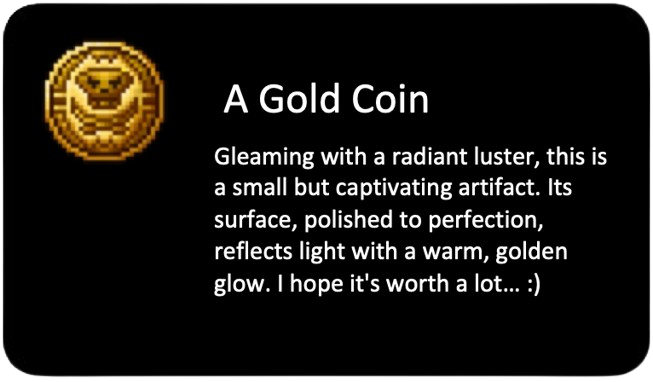 A Gold Coin
Gleaming with a radiant luster, this is
a small but captivating artifact. Its
surface, polished to perfection,
reflects light with a warm, golden
glow. I hope it's worth a lot... :)